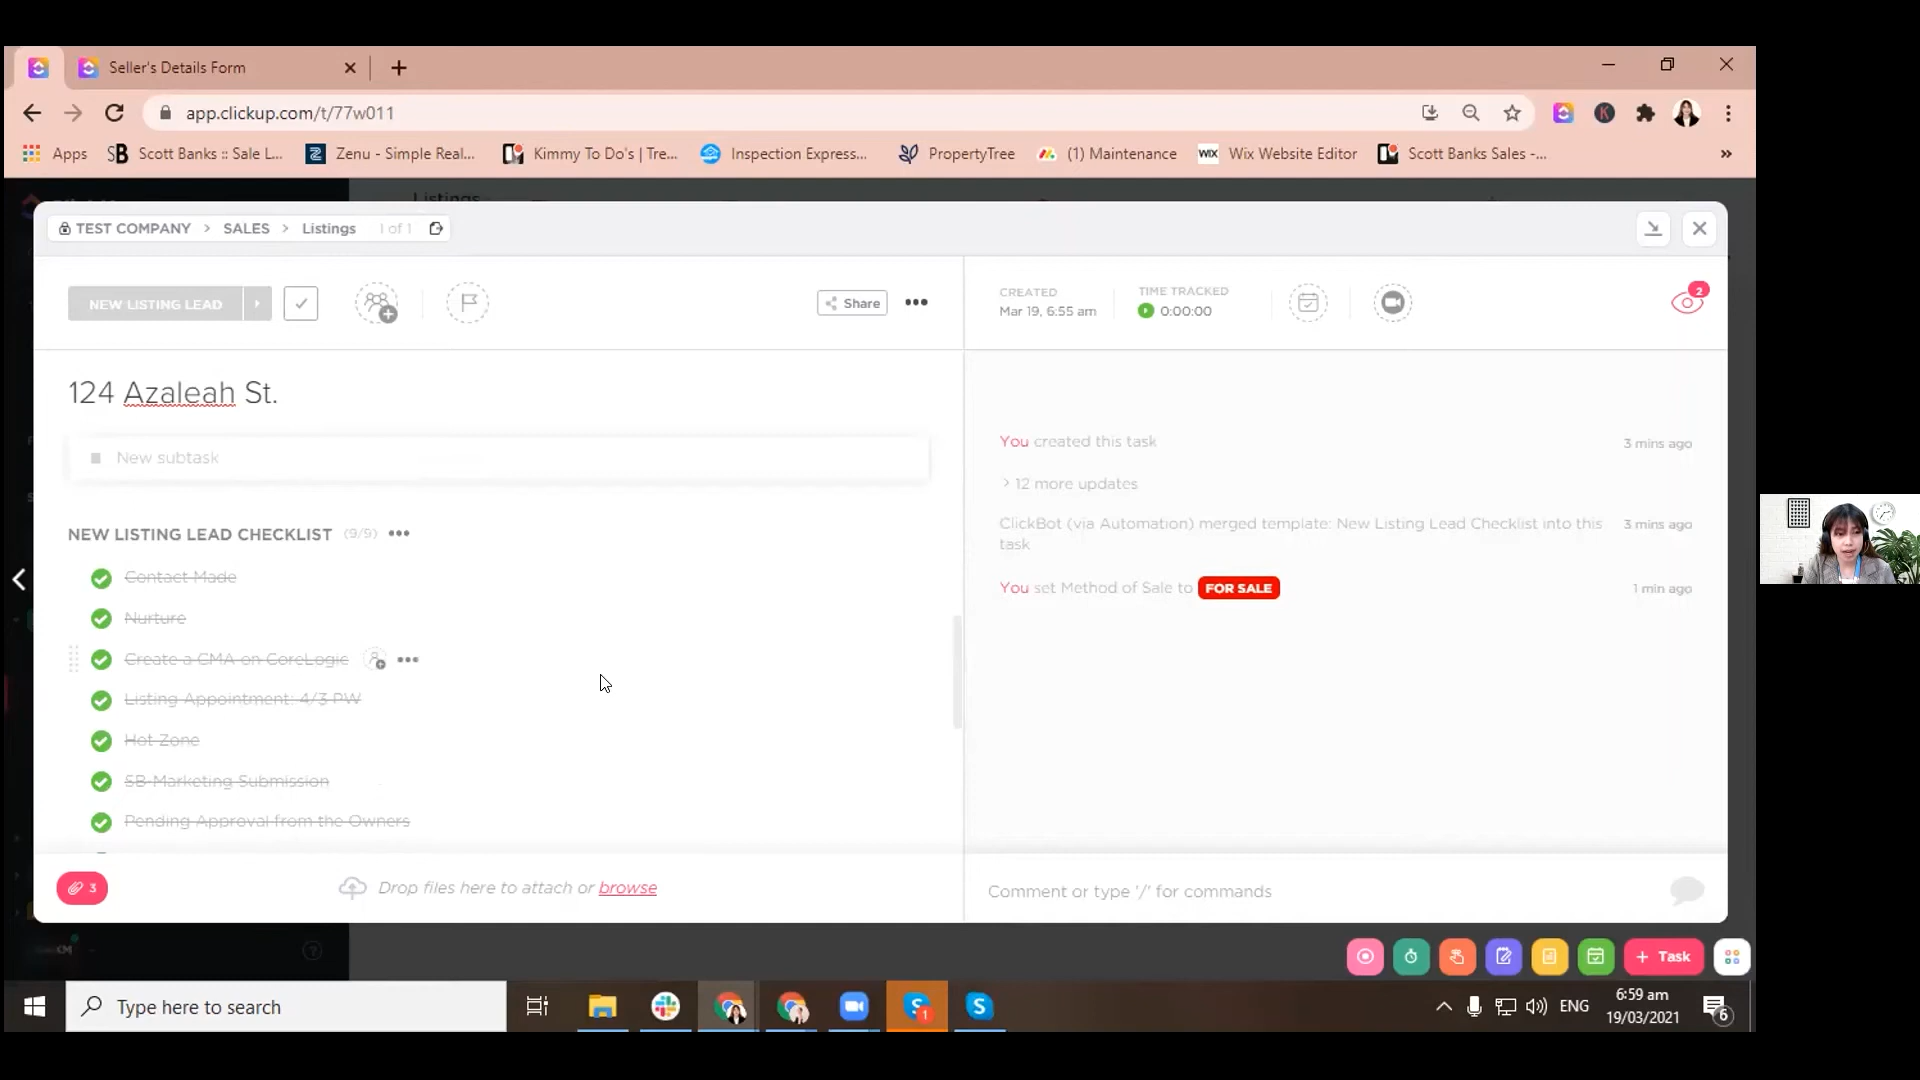 Seller's Details Form
app.clickup.com/t/77w011
Apps
SB Scott Banks :: Sale L...
Zenu - Simple Real...
Kimmy To Do's | Tre...
Inspection Express...
PropertyTree
(1) Maintenance
WIX Wix Website Editor
Scott Banks Sales -...
»
Listings
TEST COMPANY > SALES > Listings 1 of 1
NEW LISTING LEAD
Share
CREATED
Mar 19, 6:55 am
TIME TRACKED
0:00:00
2
124 Azaleah St.
New subtask
NEW LISTING LEAD CHECKLIST (9/9)
Contact Made
Nurture
Create a CMA on CoreLogic
Listing Appointment: 4/3 PW
Hot Zone
SB Marketing Submission
Pending Approval from the Owners
3
Drop files here to attach or browse
You created this task 3 mins ago
> 12 more updates
ClickBot (via Automation) merged template: New Listing Lead Checklist into this 3 mins ago
task
You set Method of Sale to FOR SALE 1 min ago
Comment or type '/' for commands
KM
?
+ Task
Type here to search
1
ENG
6:59 am
19/03/2021
6